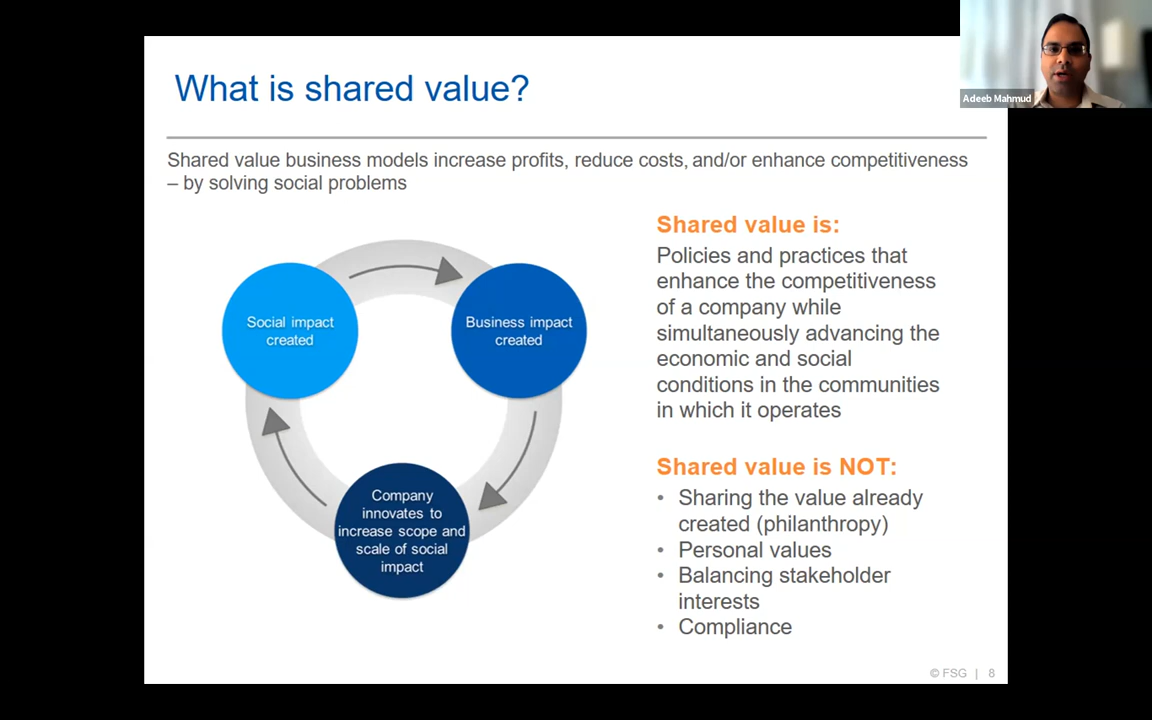 What is shared value?
Adeeb Mahmud
Shared value business models increase profits, reduce costs, and/or enhance competitiveness
– by solving social problems
Social impact
created
Business impact
created
Company
innovates to
increase scope and
scale of social
impact
Shared value is:
Policies and practices that
enhance the competitiveness
of a company while
simultaneously advancing the
economic and social
conditions in the communities
in which it operates
Shared value is NOT:
• Sharing the value already
created (philanthropy)
• Personal values
• Balancing stakeholder
interests
• Compliance
© FSG | 8